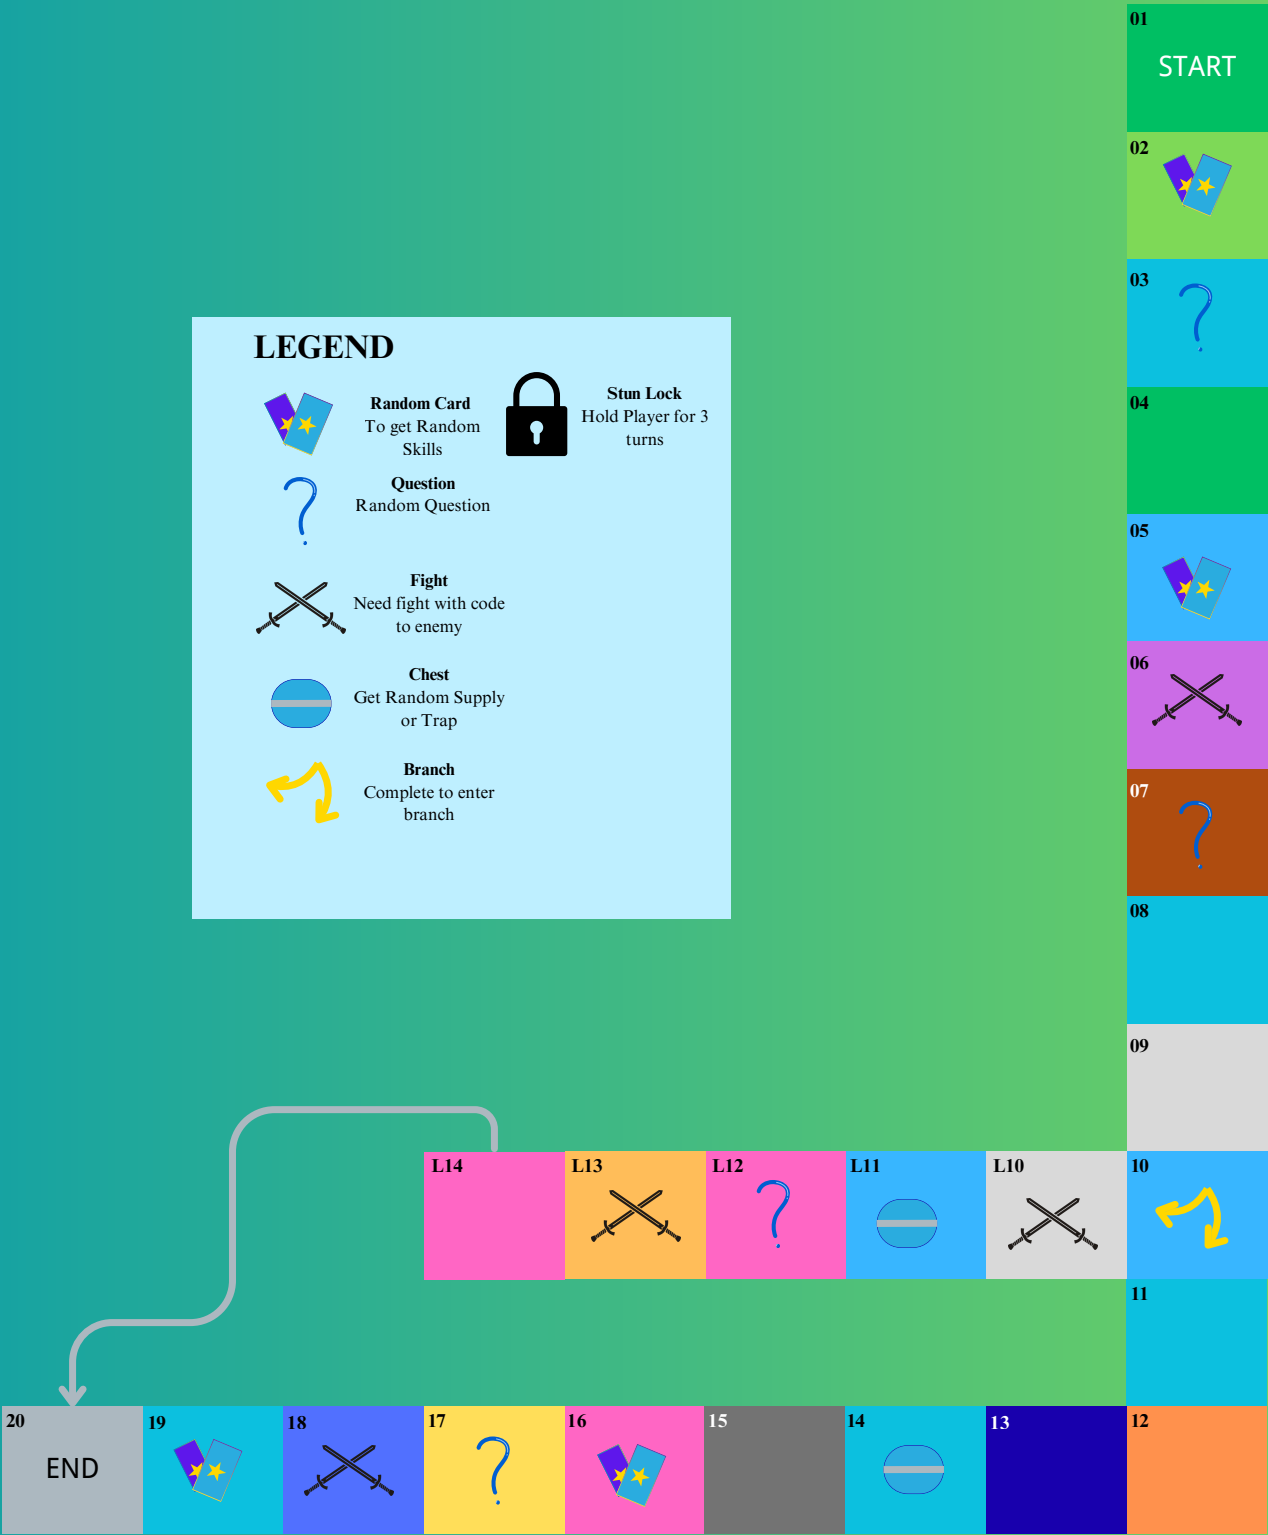 01
START
02
03
LEGEND
Random Card
To get Random
Skills
Stun Lock
Hold Player for 3
turns
Question
Random Question
Fight
Need fight with code
to enemy
Chest
Get Random Supply
or Trap
Branch
Complete to enter
branch
04
05
06
07
08
09
L14
L13
L12
L11
L10
10
11
20
END
19
18
17
16
15
14
13
12